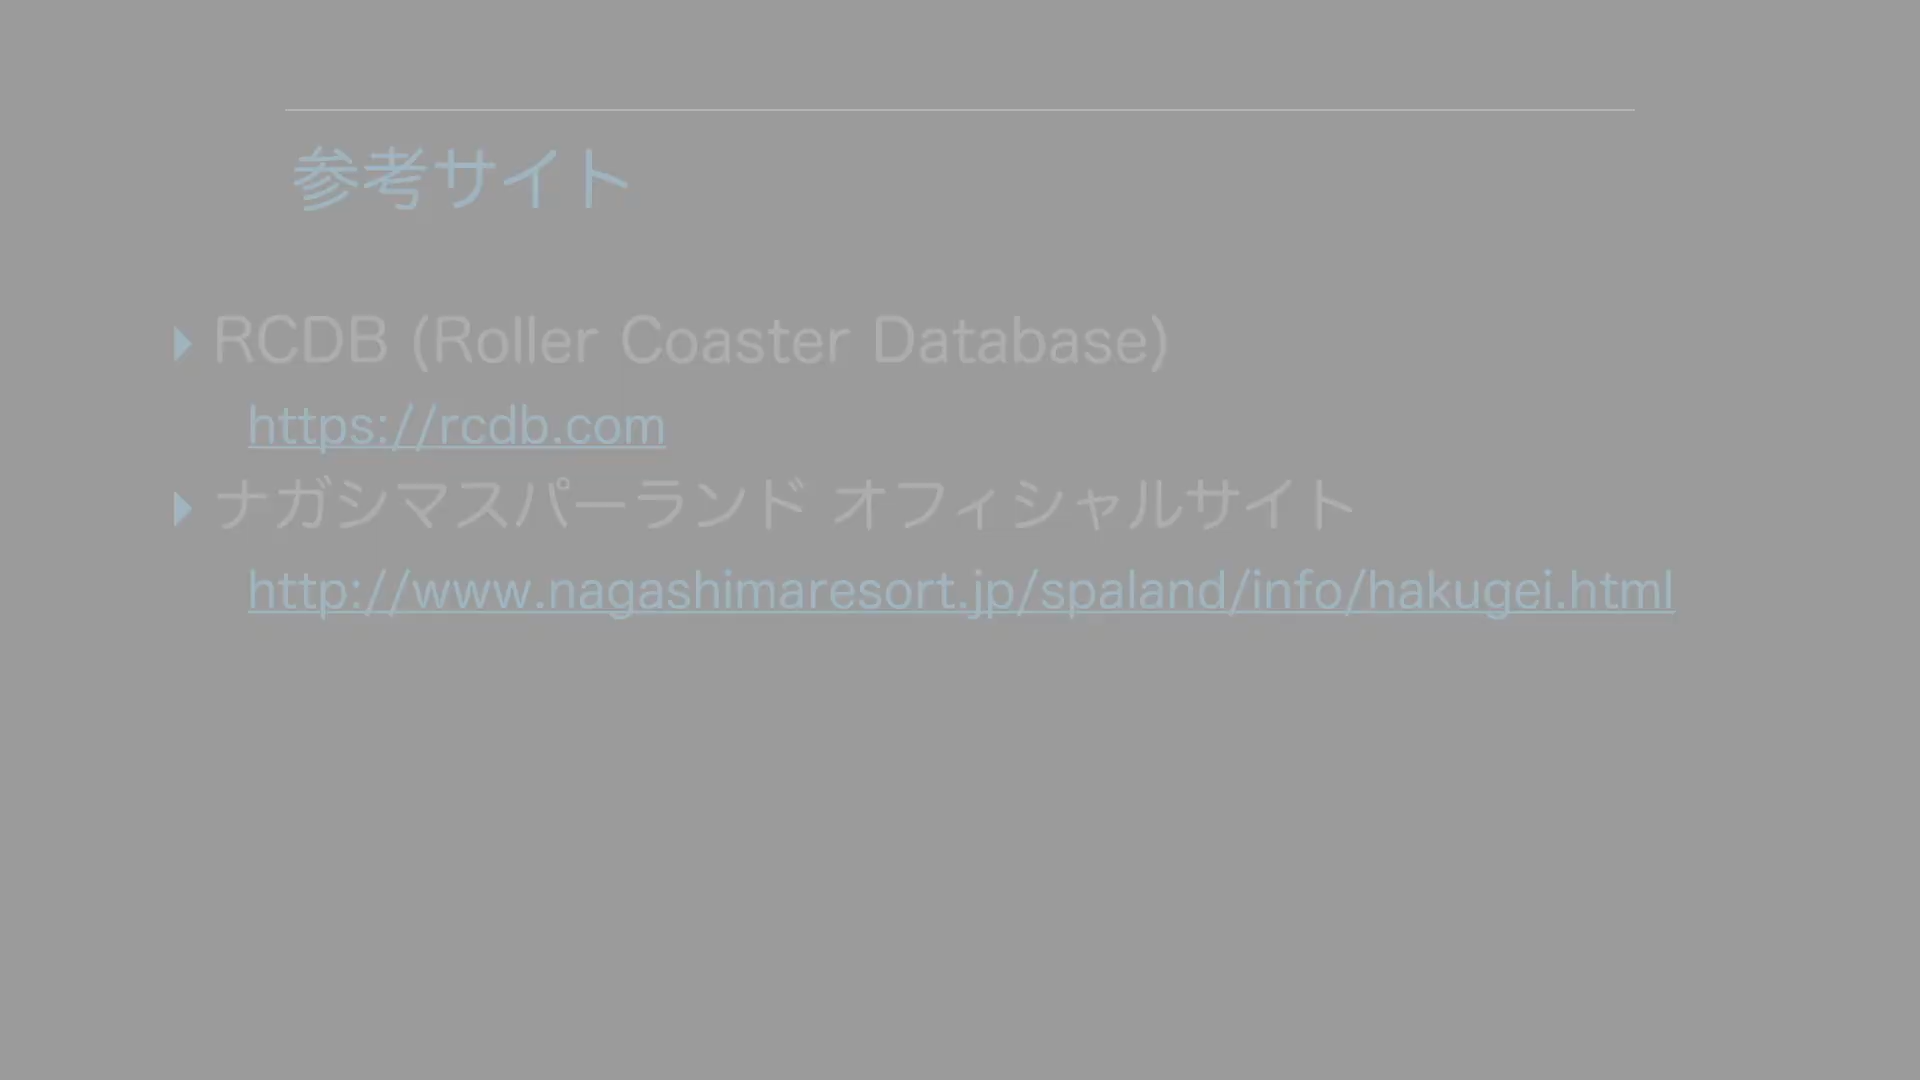 参考サイト
RCDB (Roller Coaster Database)
https://rcdb.com
ナガシマスパーランド オフィシャルサイト
http://www.nagashimaresort.jp/spaland/info/hakugei.html